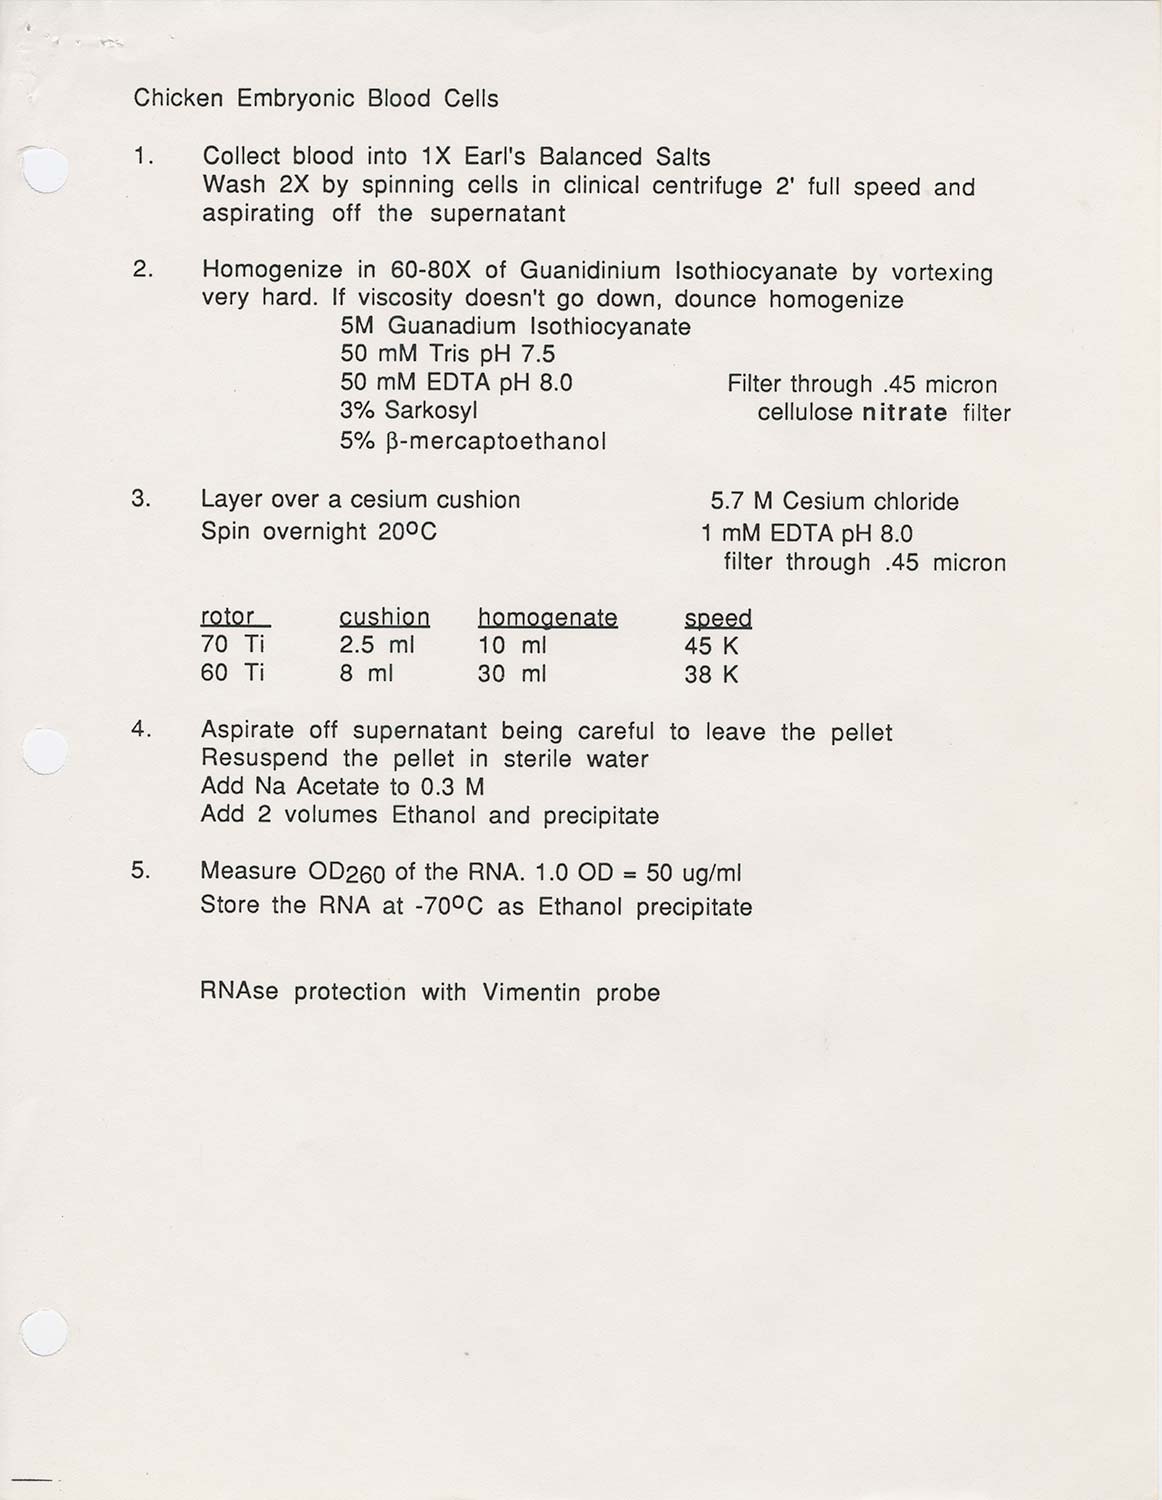 Chicken Embryonic Blood Cells
1. Collect blood into 1X Earl's Balanced Salts
Wash 2X by spinning cells in clinical centrifuge 2' full speed and
aspirating off the supernatant
2. Homogenize in 60-80X of Guanidinium Isothiocyanate by vortexing
very hard. If viscosity doesn't go down, dounce homogenize
5M Guanadium Isothiocyanate
50 mM Tris pH 7.5
50 mM EDTA pH 8.0 Filter through .45 micron
3% Sarkosyl cellulose nitrate filter
5% β-mercaptoethanol
3. Layer over a cesium cushion 5.7 M Cesium chloride
Spin overnight 20ºC 1 mM EDTA pH 8.0
filter through .45 micron
rotor cushion homogenate speed
70 Ti 2.5 ml 10 ml 45 K
60 Ti 8 ml 30 ml 38 K
4. Aspirate off supernatant being careful to leave the pellet
Resuspend the pellet in sterile water
Add Na Acetate to 0.3 M
Add 2 volumes Ethanol and precipitate
5. Measure OD260 of the RNA. 1.0 OD = 50 ug/ml
Store the RNA at -70ºC as Ethanol precipitate
RNAse protection with Vimentin probe